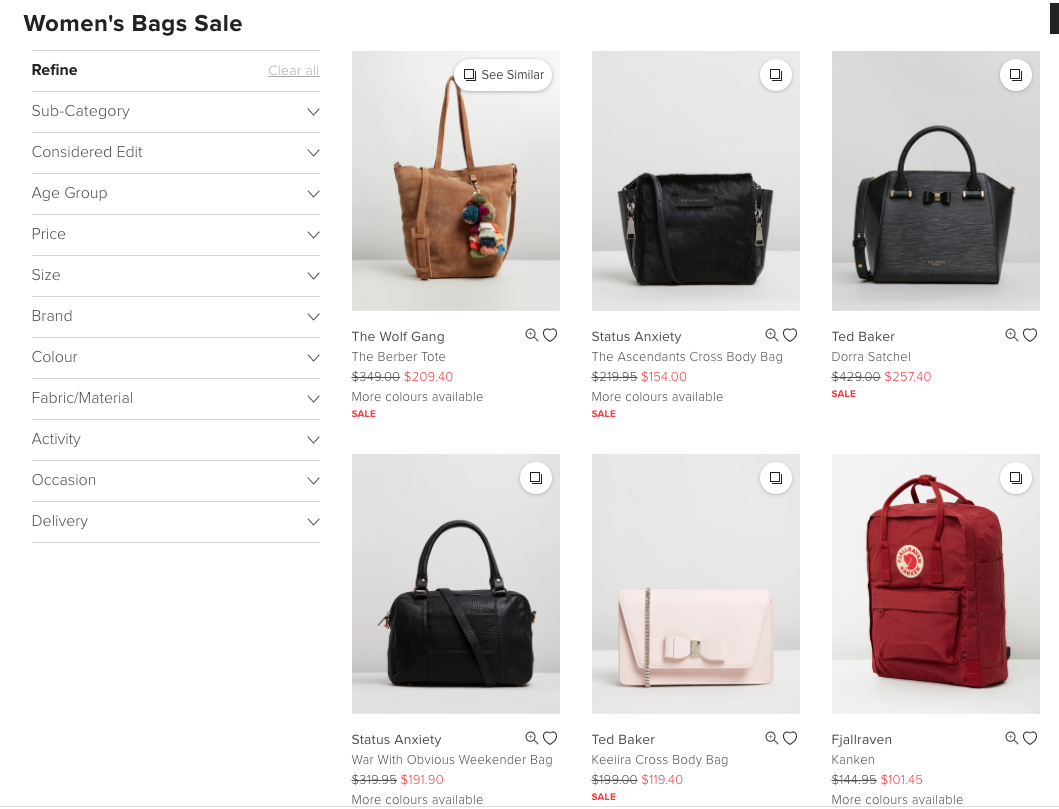 Women's Bags Sale
Refine
Clear all
Sub-Category
Considered Edit
Age Group
Price
Size
Brand
Colour
Fabric/Material
Activity
Occasion
Delivery
See Similar
The Wolf Gang
The Berber Tote
$349.00 $209.40
More colours available
SALE
Status Anxiety
The Ascendants Cross Body Bag
$219.95 $154.00
More colours available
SALE
Ted Baker
Dorra Satchel
$429.00 $257.40
SALE
Status Anxiety
War With Obvious Weekender Bag
$319.95 $191.90
More colours available
Ted Baker
Keeiira Cross Body Bag
$199.00 $119.40
SALE
FJALLRAVEN
KANKEN
Fjallraven
Kanken
$144.95 $101.45
More colours available